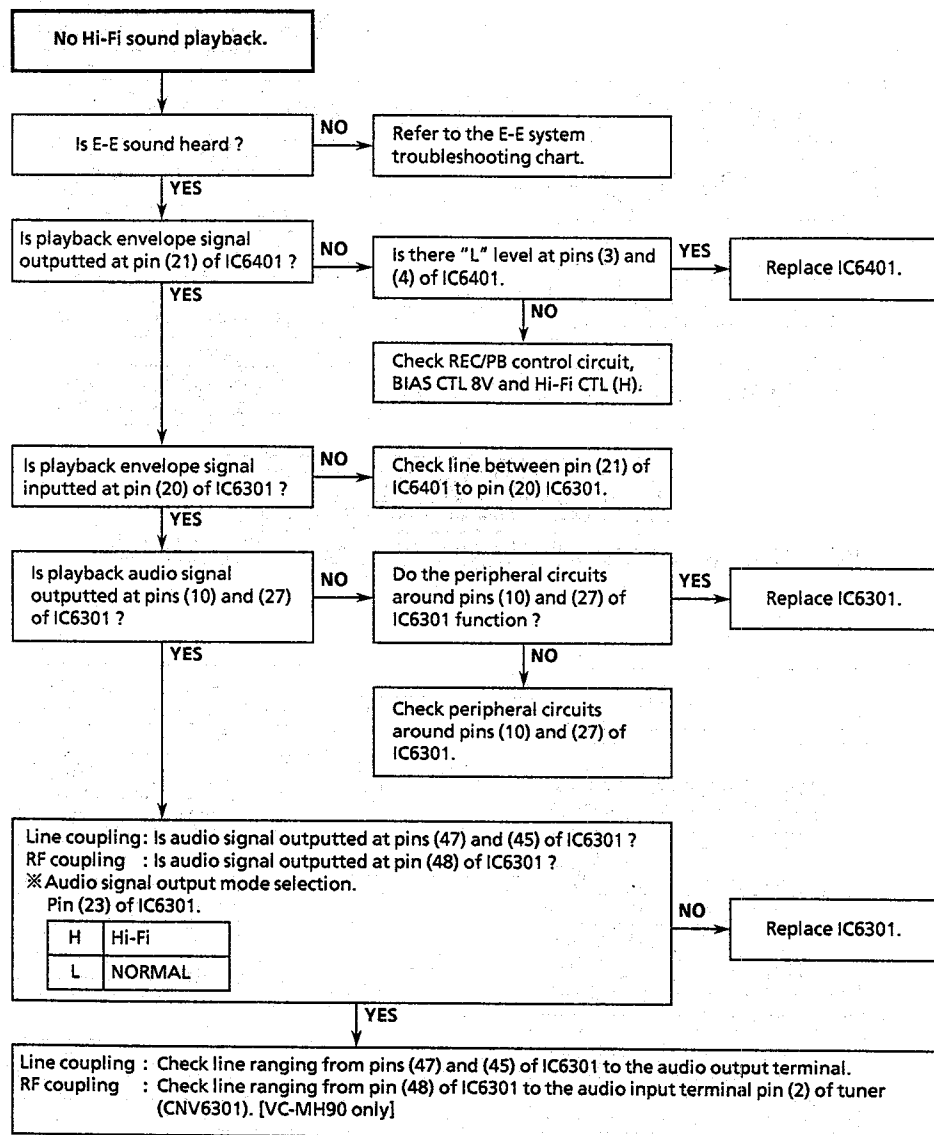 No Hi-Fi sound playback.
Is E-E sound heard ?
NO
Refer to the E-E system
troubleshooting chart.
YES
Is playback envelope signal
outputted at pin (21) of IC6401 ?
NO
Is there "L" level at pins (3) and
(4) of IC6401.
YES
Replace IC6401.
YES
NO
Check REC/PB control circuit,
BIAS CTL 8V and Hi-Fi CTL (H).
Is playback envelope signal
inputted at pin (20) of IC6301 ?
NO
Check line between pin (21) of
IC6401 to pin (20) IC6301.
YES
Is playback audio signal
outputted at pins (10) and (27)
of IC6301 ?
NO
Do the peripheral circuits
around pins (10) and (27) of
IC6301 function ?
YES
Replace IC6301.
YES
NO
Check peripheral circuits
around pins (10) and (27) of
IC6301.
Line coupling : Is audio signal outputted at pins (47) and (45) of IC6301 ?
RF coupling : Is audio signal outputted at pin (48) of IC6301 ?
※ Audio signal output mode selection.
Pin (23) of IC6301.
H Hi-Fi
L NORMAL
NO
Replace IC6301.
YES
Line coupling : Check line ranging from pins (47) and (45) of IC6301 to the audio output terminal.
RF coupling : Check line ranging from pin (48) of IC6301 to the audio input terminal pin (2) of tuner
(CNV6301). [VC-MH90 only]